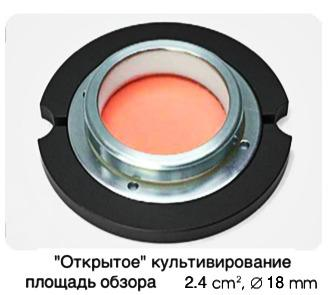 "Открытое" культивирование
площадь обзора 2.4 cm², ∅ 18 mm